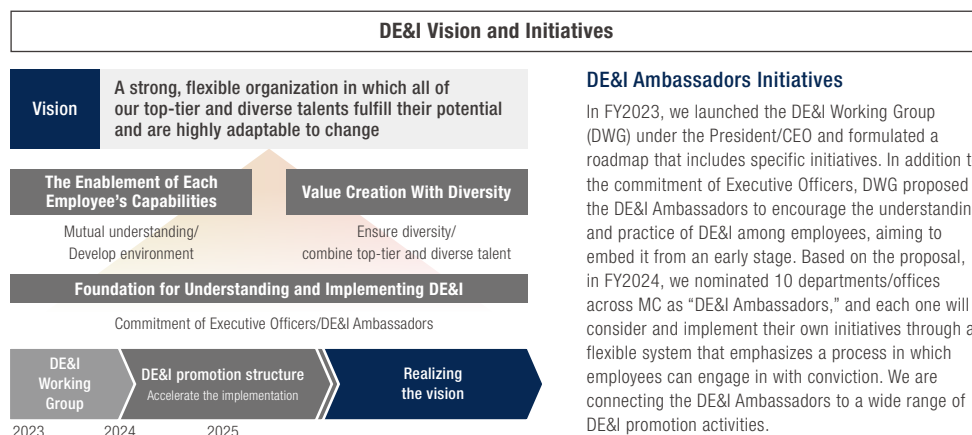 DE&I Vision and Initiatives
Vision
A strong, flexible organization in which all of
our top-tier and diverse talents fulfill their potential
and are highly adaptable to change
The Enablement of Each
Employee's Capabilities
Value Creation With Diversity
Mutual understanding/
Develop environment
Ensure diversity/
combine top-tier and diverse talent
Foundation for Understanding and Implementing DE&I
Commitment of Executive Officers/DE&I Ambassadors
DE&I
Working
Group
DE&I promotion structure
Accelerate the implementation
Realizing
the vision
2023 2024 2025
DE&I Ambassadors Initiatives
In FY2023, we launched the DE&I Working Group
(DWG) under the President/CEO and formulated a
roadmap that includes specific initiatives. In addition
the commitment of Executive Officers, DWG proposed
the DE&I Ambassadors to encourage the
and practice of DE&I among employees, aiming to
embed it from an early stage. Based on the proposal,
in FY2024, we nominated 10 departments/offices
across MC as “DE&I Ambassadors,” and each one will
consider and implement their own initiatives through a
flexible system that emphasizes a process in which
employees can engage in with conviction. We are
connecting the DE&I Ambassadors to a wide range of
DE&I promotion activities.